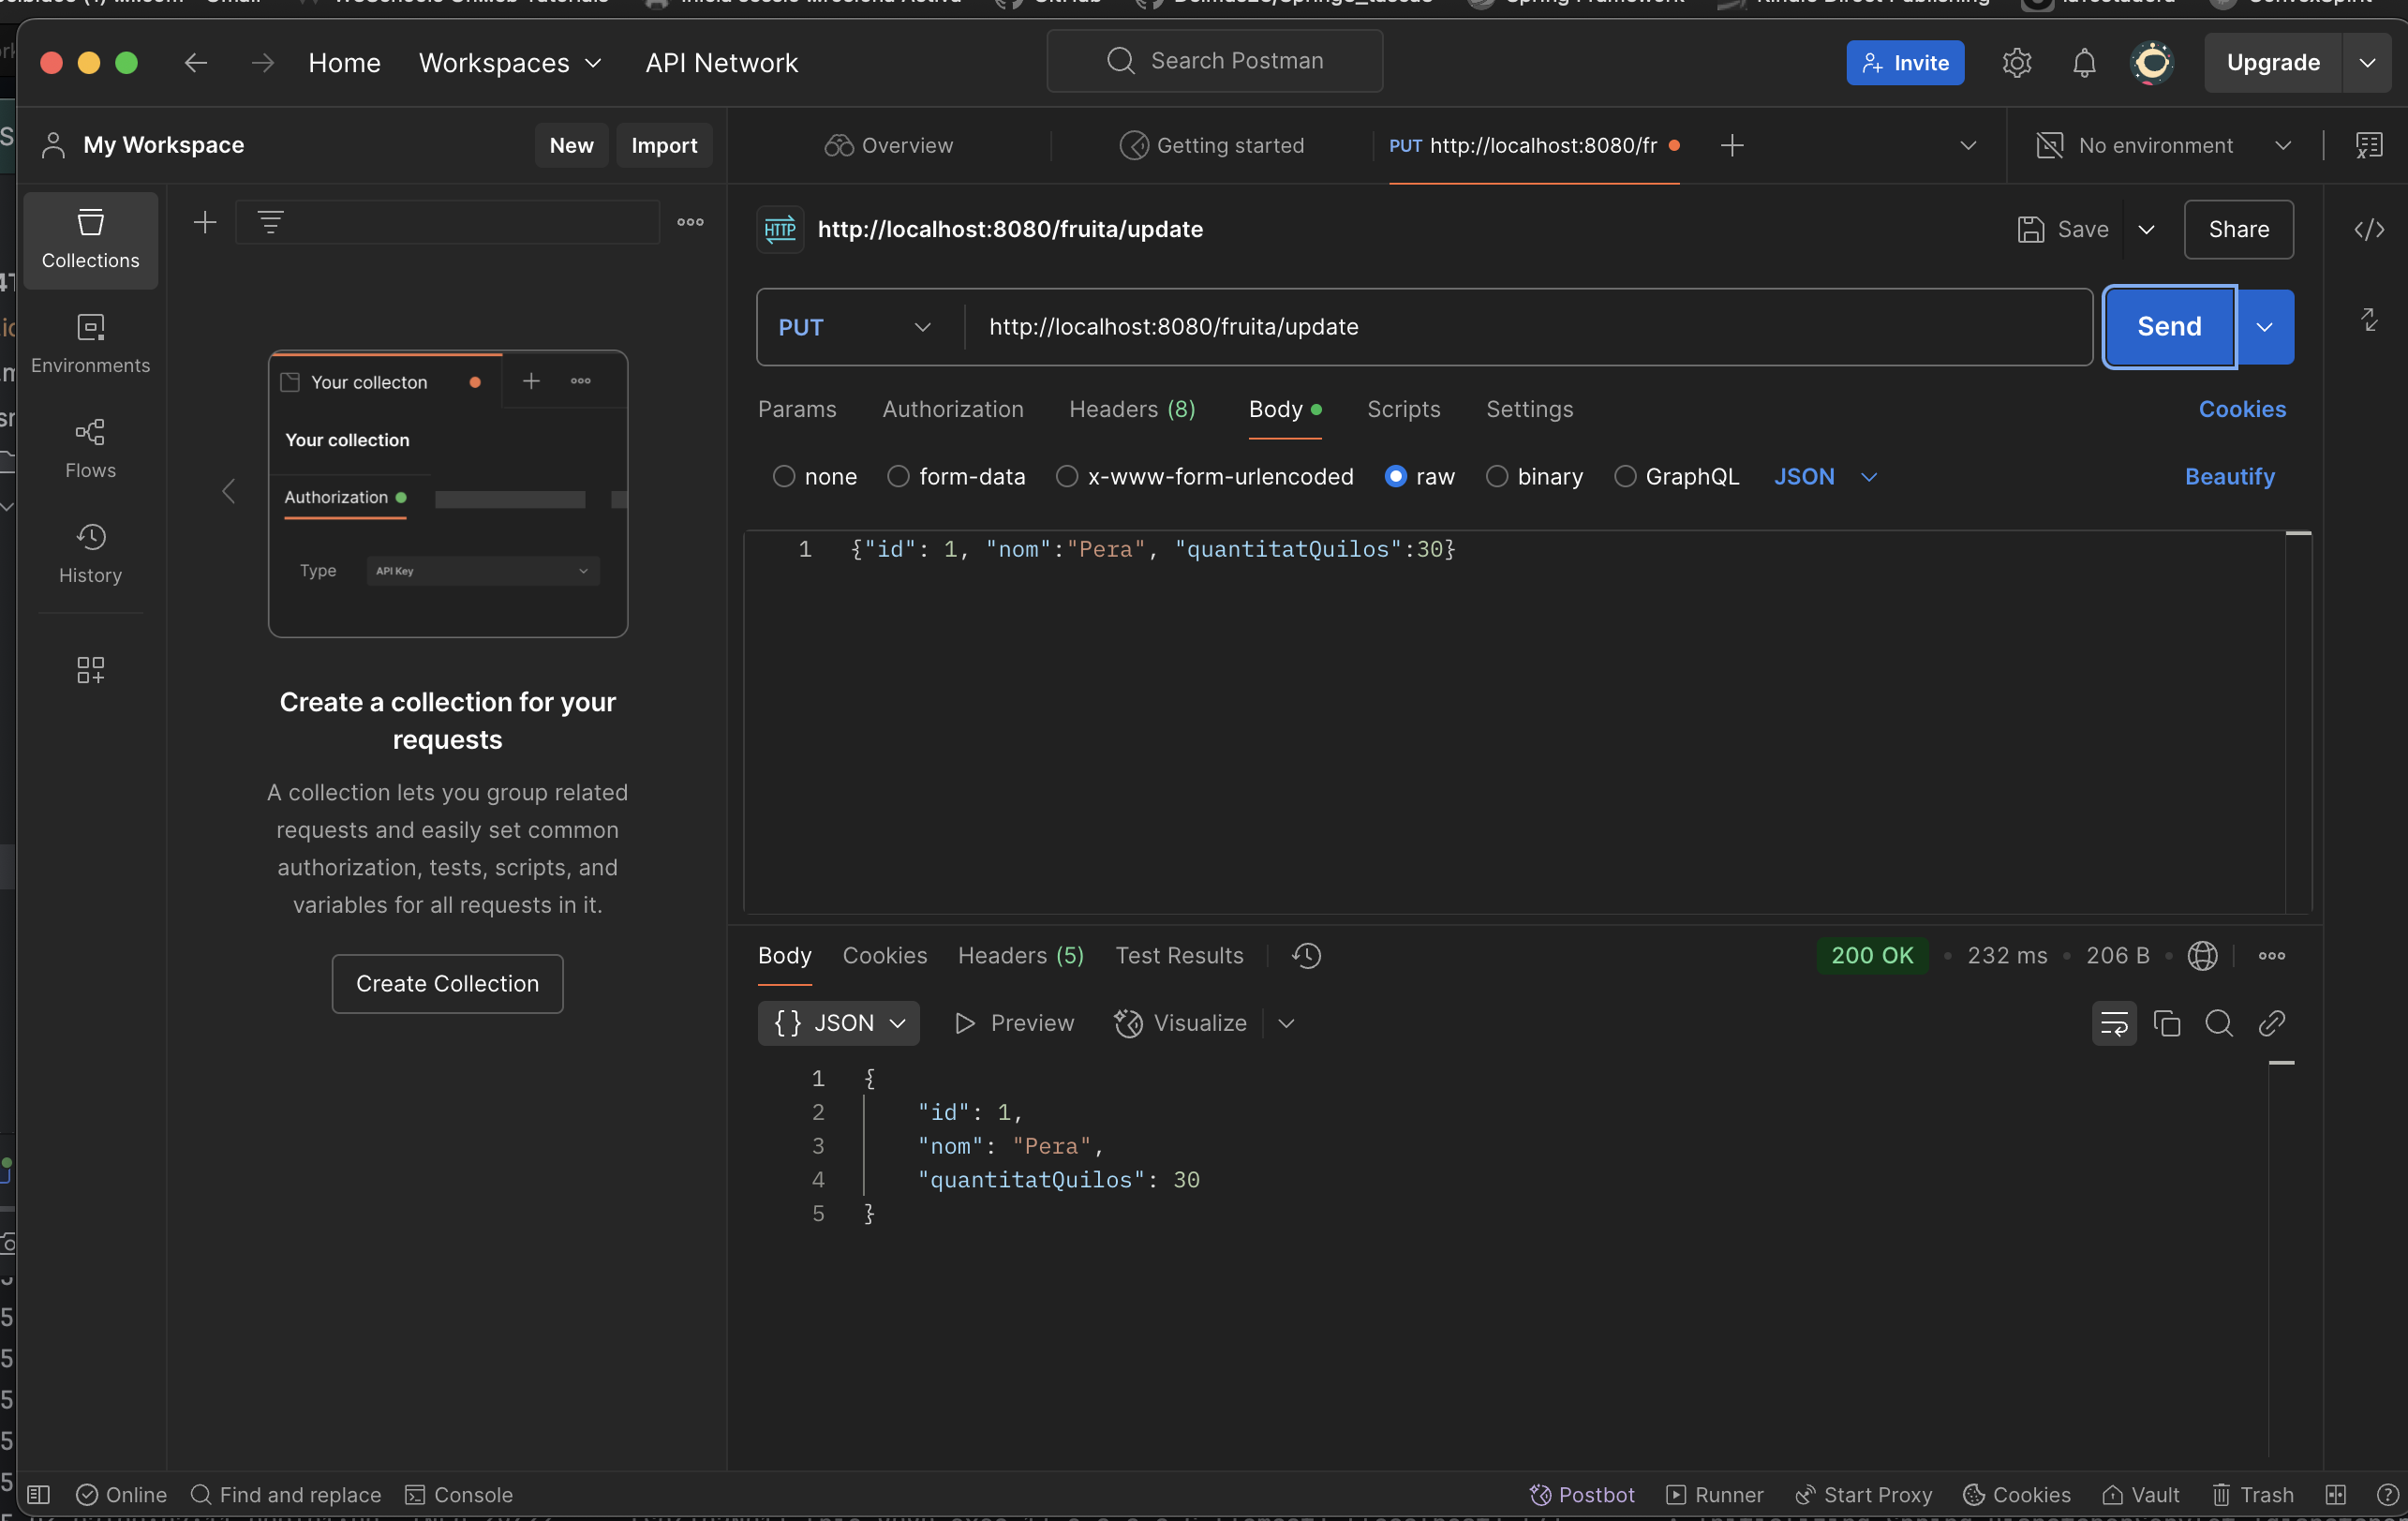 Home
Workspaces
API Network
Search Postman
Invite
Upgrade
My Workspace
New
Import
Overview
Getting started
PUT http://localhost:8080/fr
No environment
Collections
Environments
Flows
History
Your collecton
Your collection
Authorization
Type
API Key
Create a collection for your
requests
A collection lets you group related
requests and easily set common
authorization, tests, scripts, and
variables for all requests in it.
Create Collection
HTTP
http://localhost:8080/fruita/update
Save
Share
PUT
http://localhost:8080/fruita/update
Send
Params
Authorization
Headers (8)
Body
Scripts
Settings
Cookies
none
form-data
x-www-form-urlencoded
raw
binary
GraphQL
JSON
Beautify
1 {"id": 1, "nom":"Pera", "quantitatQuilos":30}
Body
Cookies
Headers (5)
Test Results
200 OK
232 ms
206 B
{} JSON
Preview
Visualize
1 {
2 "id": 1,
3 "nom": "Pera",
4 "quantitatQuilos": 30
5 }
Online
Find and replace
Console
Postbot
Runner
Start Proxy
Cookies
Vault
Trash